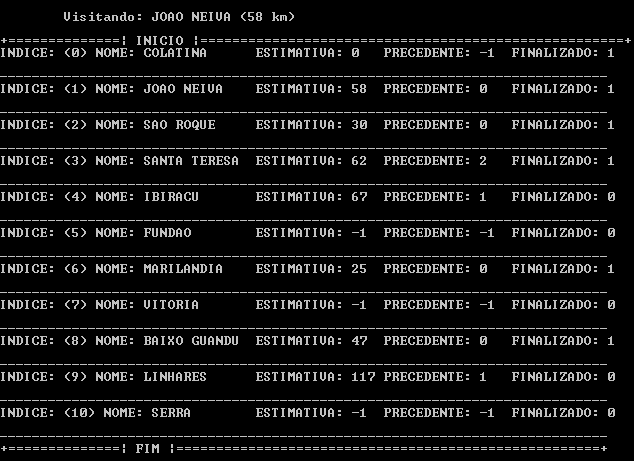 Visitando: JOAO NEIVA (58 km)
+==============¦ INICIO ¦=====================================================+
INDICE: (0) NOME: COLATINA ESTIMATIVA: 0 PRECEDENTE: -1 FINALIZADO: 1
INDICE: (1) NOME: JOAO NEIVA ESTIMATIVA: 58 PRECEDENTE: 0 FINALIZADO: 1
INDICE: (2) NOME: SAO ROQUE ESTIMATIVA: 30 PRECEDENTE: 0 FINALIZADO: 1
INDICE: (3) NOME: SANTA TERESA ESTIMATIVA: 62 PRECEDENTE: 2 FINALIZADO: 1
INDICE: (4) NOME: IBIRACU ESTIMATIVA: 67 PRECEDENTE: 1 FINALIZADO: 0
INDICE: (5) NOME: FUNDAO ESTIMATIVA: -1 PRECEDENTE: -1 FINALIZADO: 0
INDICE: (6) NOME: MARILANDIA ESTIMATIVA: 25 PRECEDENTE: 0 FINALIZADO: 1
INDICE: (7) NOME: VITORIA ESTIMATIVA: -1 PRECEDENTE: -1 FINALIZADO: 0
INDICE: (8) NOME: BAIXO GUANDU ESTIMATIVA: 47 PRECEDENTE: 0 FINALIZADO: 1
INDICE: (9) NOME: LINHARES ESTIMATIVA: 117 PRECEDENTE: 1 FINALIZADO: 0
INDICE: (10) NOME: SERRA ESTIMATIVA: -1 PRECEDENTE: -1 FINALIZADO: 0
+==============¦ FIM ¦=====================================================+